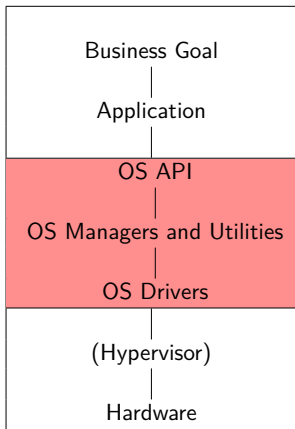 Business Goal
Application
OS API
OS Managers and Utilities
OS Drivers
(Hypervisor)
Hardware